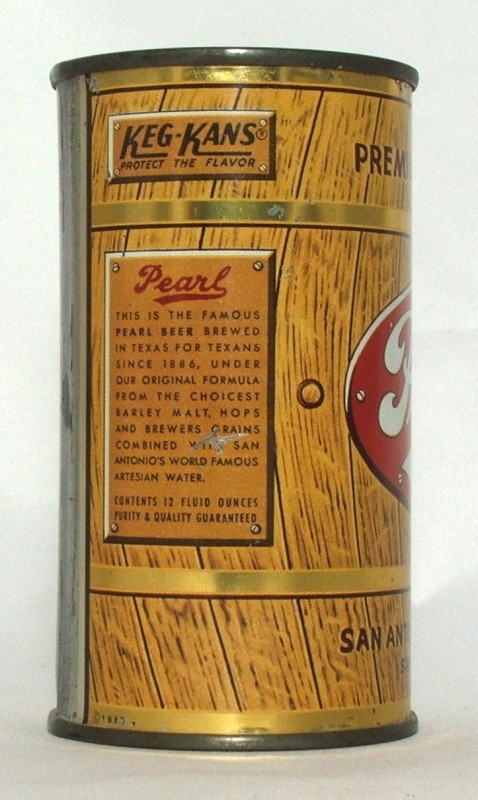 KEG-KANS®
PROTECT THE FLAVOR
PREM
Pearl
THIS IS THE FAMOUS
PEARL BEER BREWED
IN TEXAS FOR TEXANS
SINCE 1886, UNDER
OUR ORIGINAL FORMULA
FROM THE CHOICEST
BARLEY MALT, HOPS
AND BREWERS GRAINS
COMBINED WITH SAN
ANTONIO'S WORLD FAMOUS
ARTESIAN WATER.
CONTENTS 12 FLUID OUNCES
PURITY & QUALITY GUARANTEED
SAN ANT